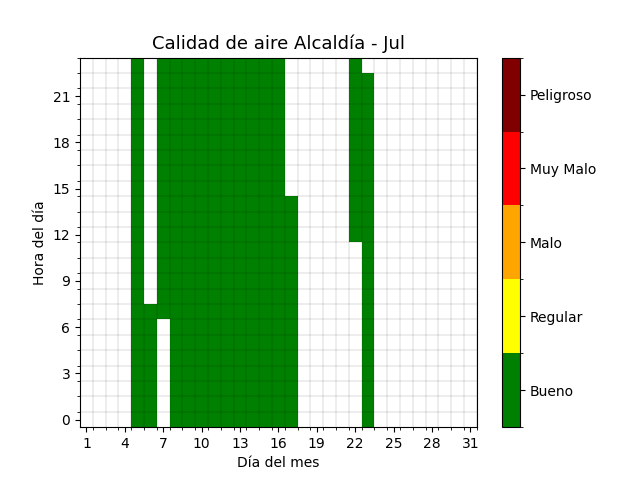 Calidad de aire Alcaldía - Jul
Hora del día
21
18
15
12
9
6
3
0
1 4 7 10 13 16 19 22 25 28 31
Día del mes
Peligroso
Muy Malo
Malo
Regular
Bueno